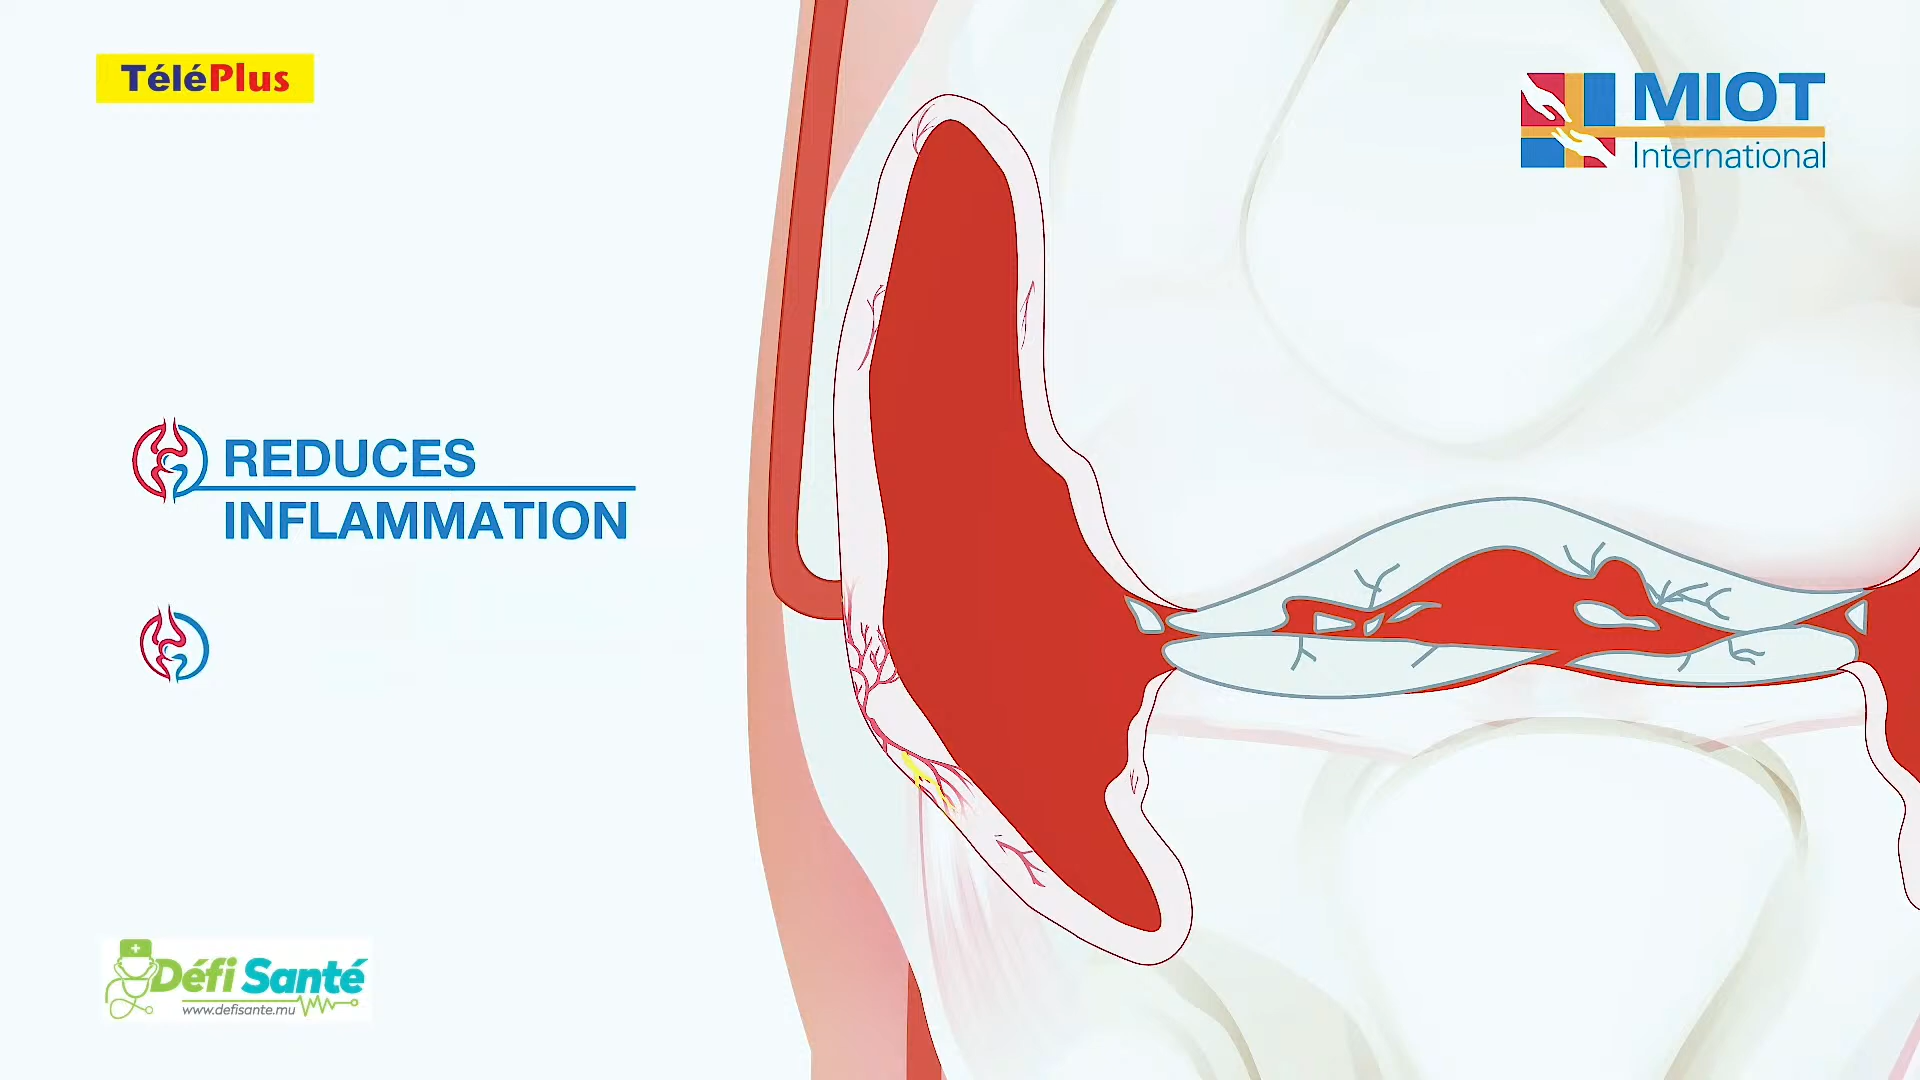 TéléPlus
MIOT
International
REDUCES
INFLAMMATION
Défi Santé
www.defisante.mu